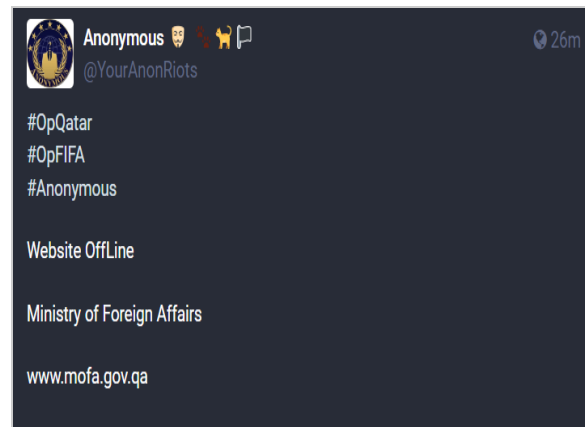 Anonymous
@YourAnonRiots
26m
#OpQatar
#OpFIFA
#Anonymous
Website OffLine
Ministry of Foreign Affairs
www.mofa.gov.qa